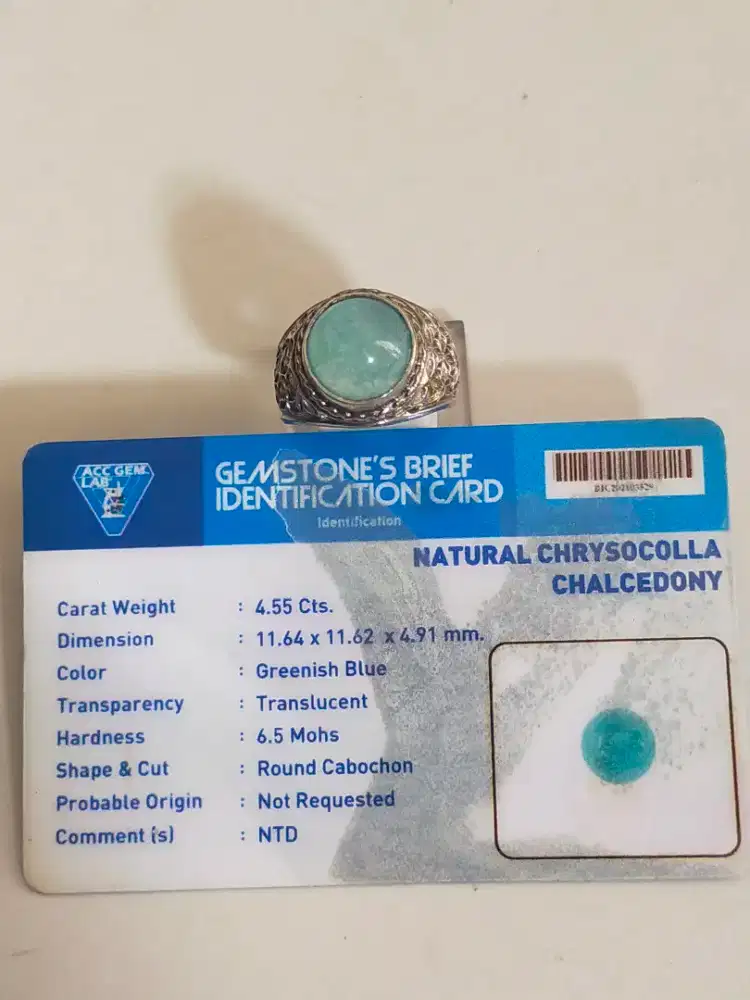 ACC GEM
LAB
GEMSTONE'S BRIEF
IDENTIFICATION CARD
Identification
NATURAL CHRYSOCOLLA
CHALCEDONY
Carat Weight : 4.55 Cts.
Dimension : 11.64 x 11.62 x 4.91 mm.
Color : Greenish Blue
Transparency : Translucent
Hardness : 6.5 Mohs
Shape & Cut : Round Cabochon
Probable Origin : Not Requested
Comment (s) : NTD